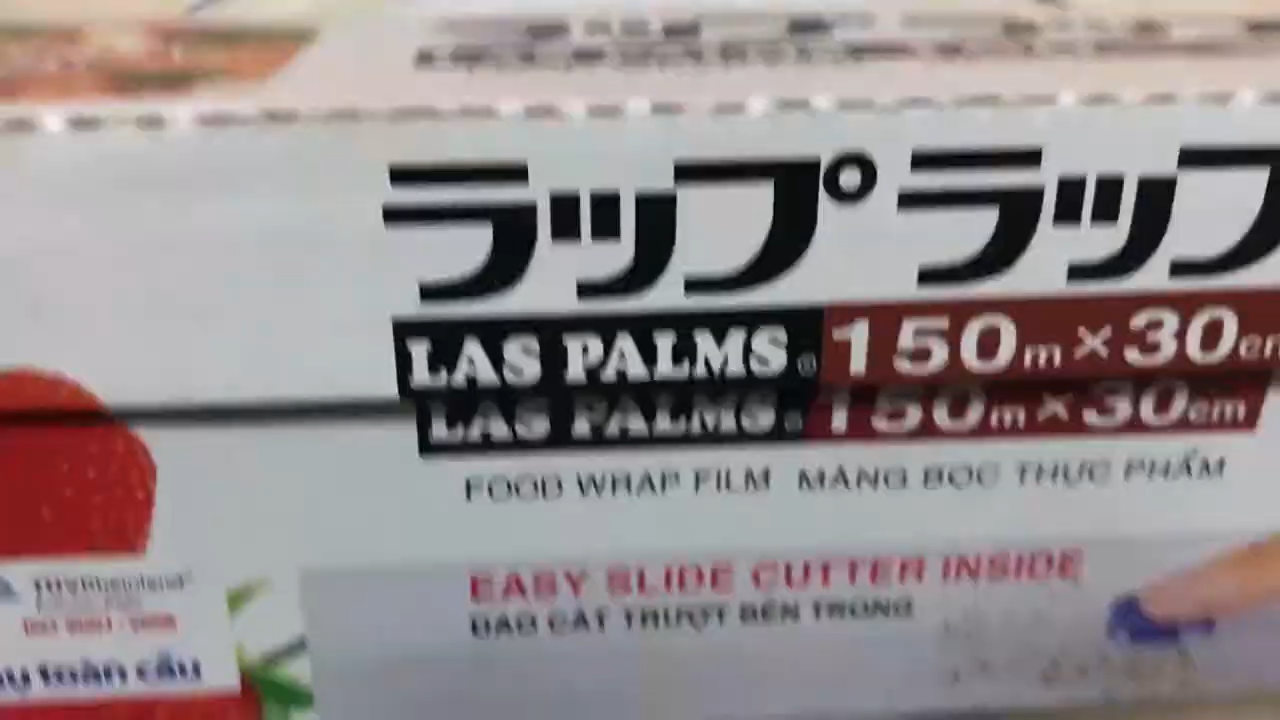 ラップラップ
LAS PALMS® 150m×30cm
LAS PALMS® 150m×30cm
FOOD WRAP FILM MÀNG BỌC THỰC PHẨM
EASY SLIDE CUTTER INSIDE
DAO CẮT TRƯỢT BÊN TRONG
TÜVRheinland®
toàn cầu